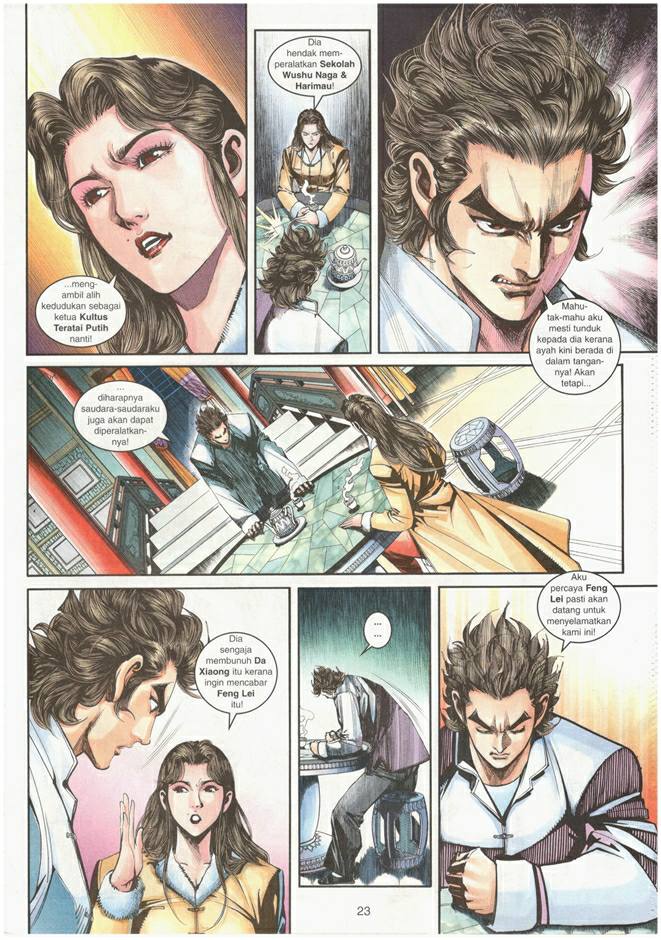 ...meng-
ambil alih
kedudukan sebagai
ketua Kultus
Teratai Putih
nanti!
Dia
hendak mem-
peralatkan Sekolah
Wushu Naga &
Harimau!
Mahu-
tak-mahu aku
mesti tunduk
kepada dia kerana
ayah kini berada di
dalam tangan-
nya! Akan
tetapi...
...
diharapnya
saudara-saudaraku
juga akan dapat
diperalatkan-
nya!
Dia
sengaja
membunuh Da
Xiaong itu kerana
ingin mencabar
Feng Lei
itu!
...
...
Aku
percaya Feng
Lei pasti akan
datang untuk
menyelamatkan
kami ini!
23